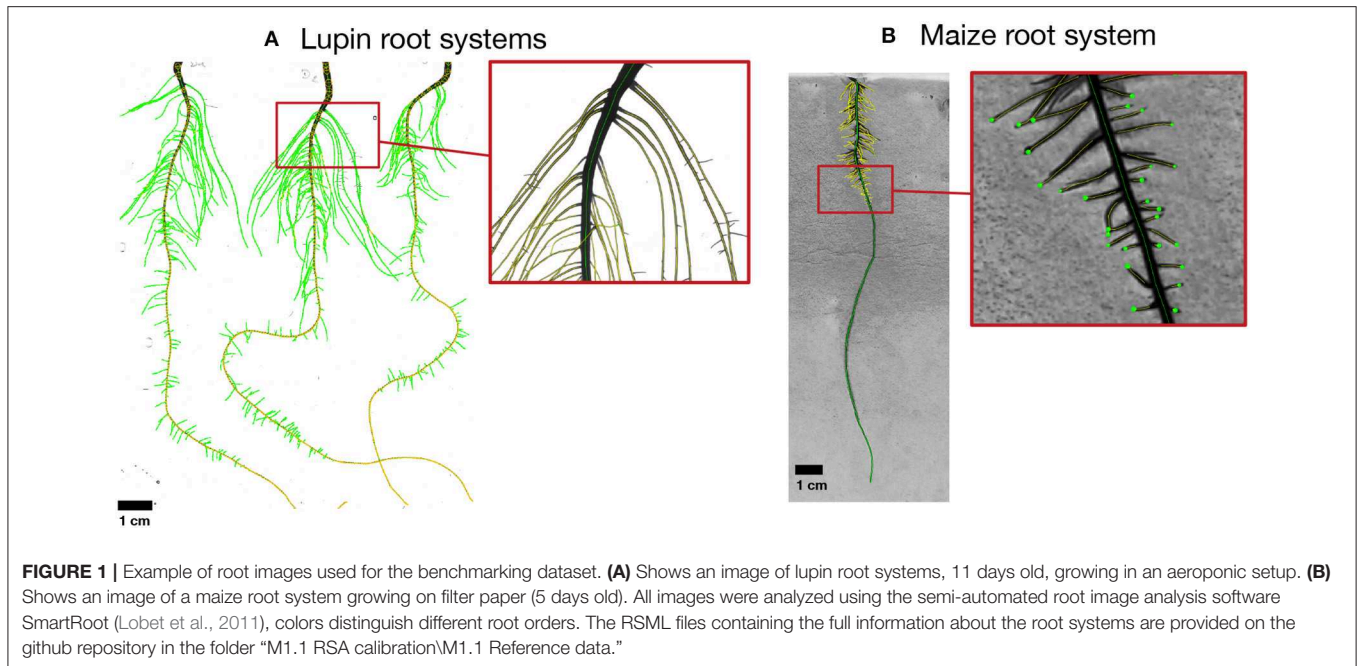 A Lupin root systems
B Maize root system
1 cm
1 cm
FIGURE 1 | Example of root images used for the benchmarking dataset. (A) Shows an image of lupin root systems, 11 days old, growing in an aeroponic setup. (B)
Shows an image of a maize root system growing on filter paper (5 days old). All images were analyzed using the semi-automated root image analysis software
SmartRoot (Lobet et al., 2011), colors distinguish different root orders. The RSML files containing the full information about the root systems are provided on the
github repository in the folder “M1.1 RSA calibration\M1.1 Reference data.”